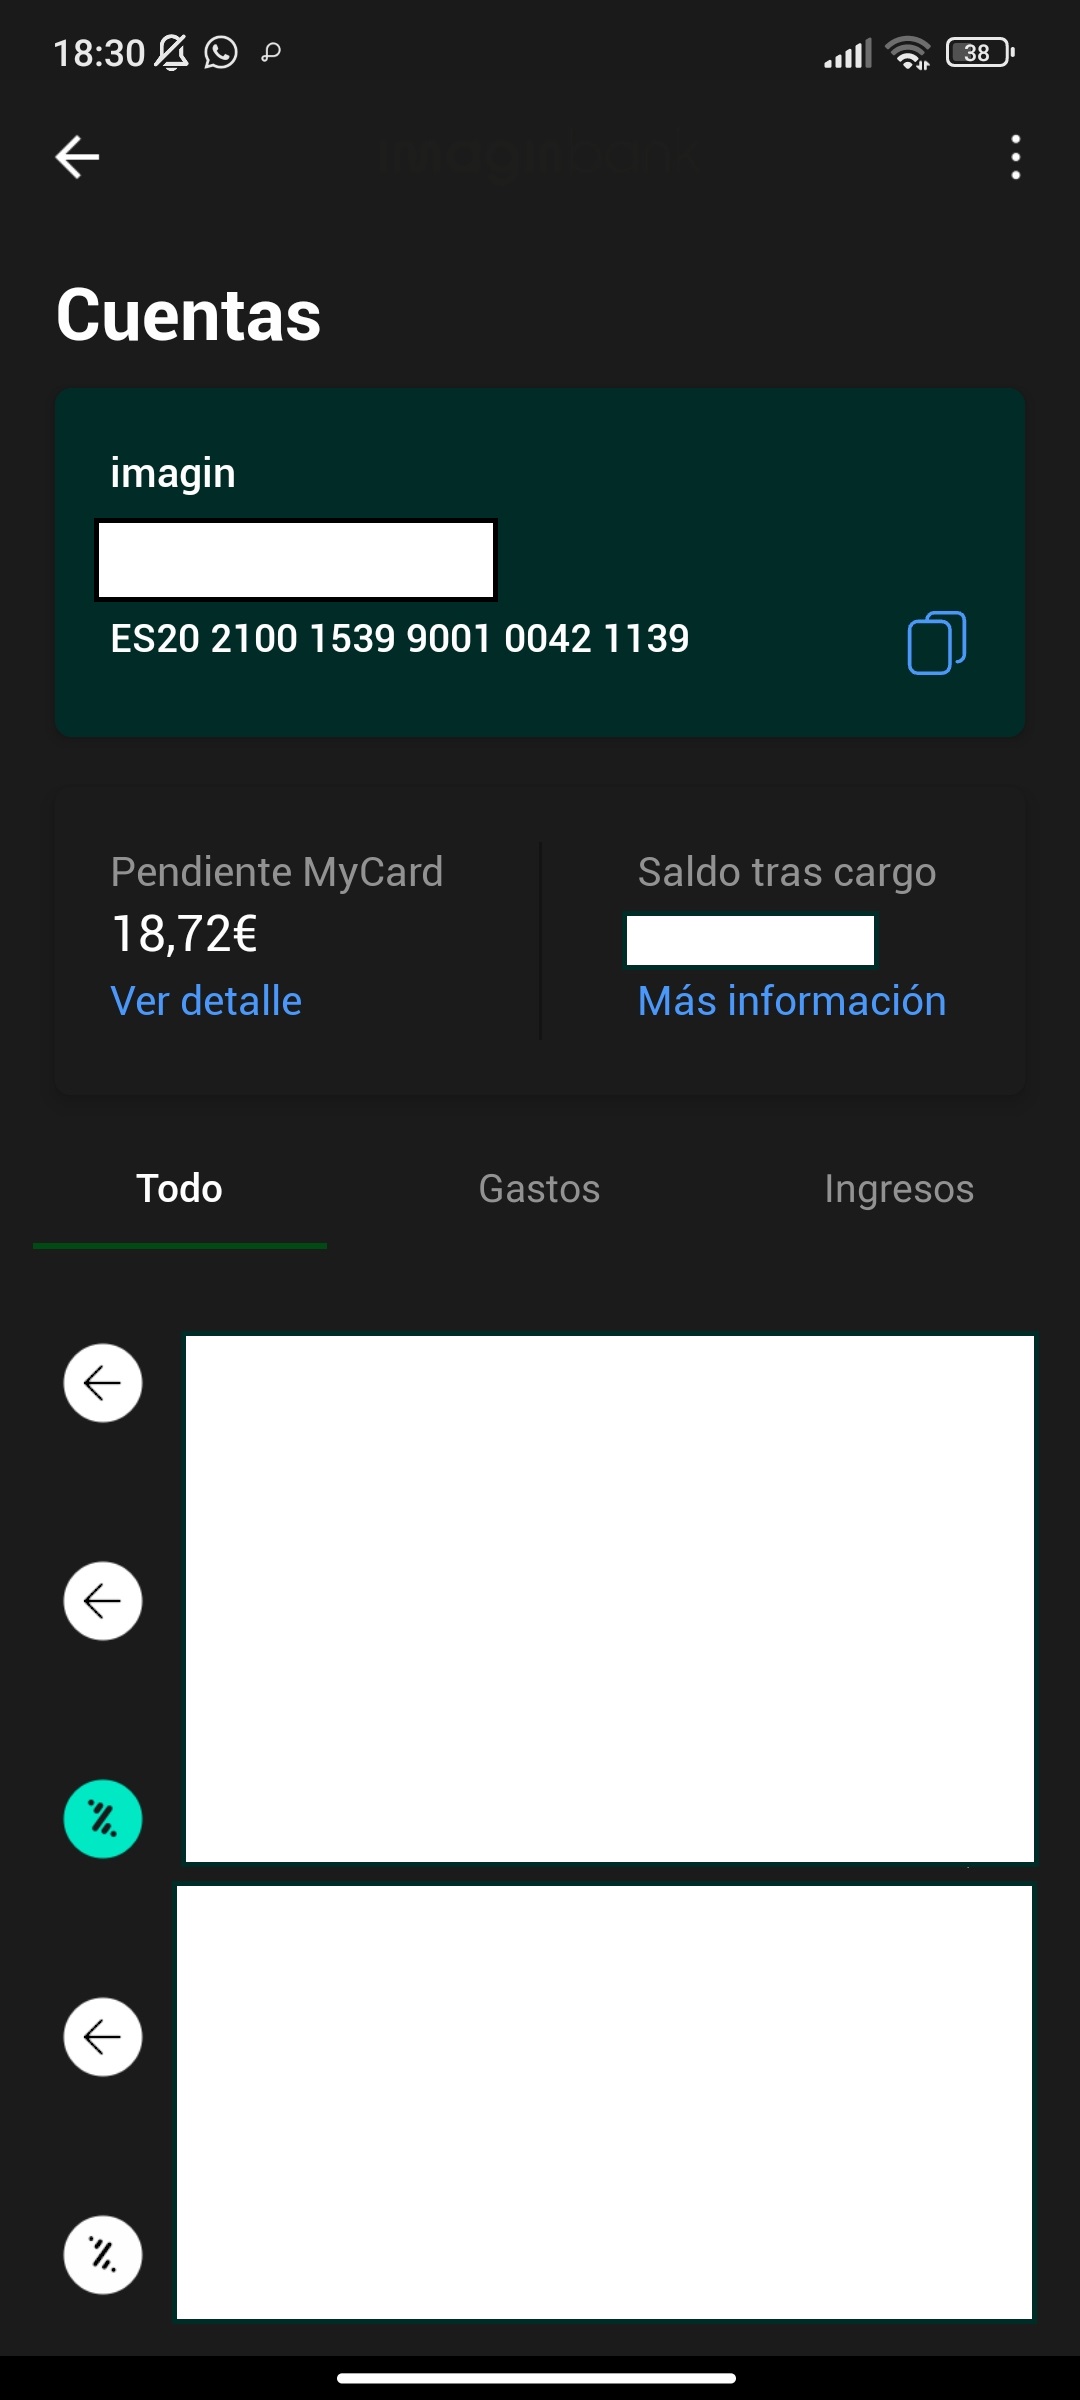 18:30
38
imaginbank
Cuentas
imagin
ES20 2100 1539 9001 0042 1139
Pendiente MyCard
Saldo tras cargo
18,72€
Ver detalle
Más información
Todo
Gastos
Ingresos